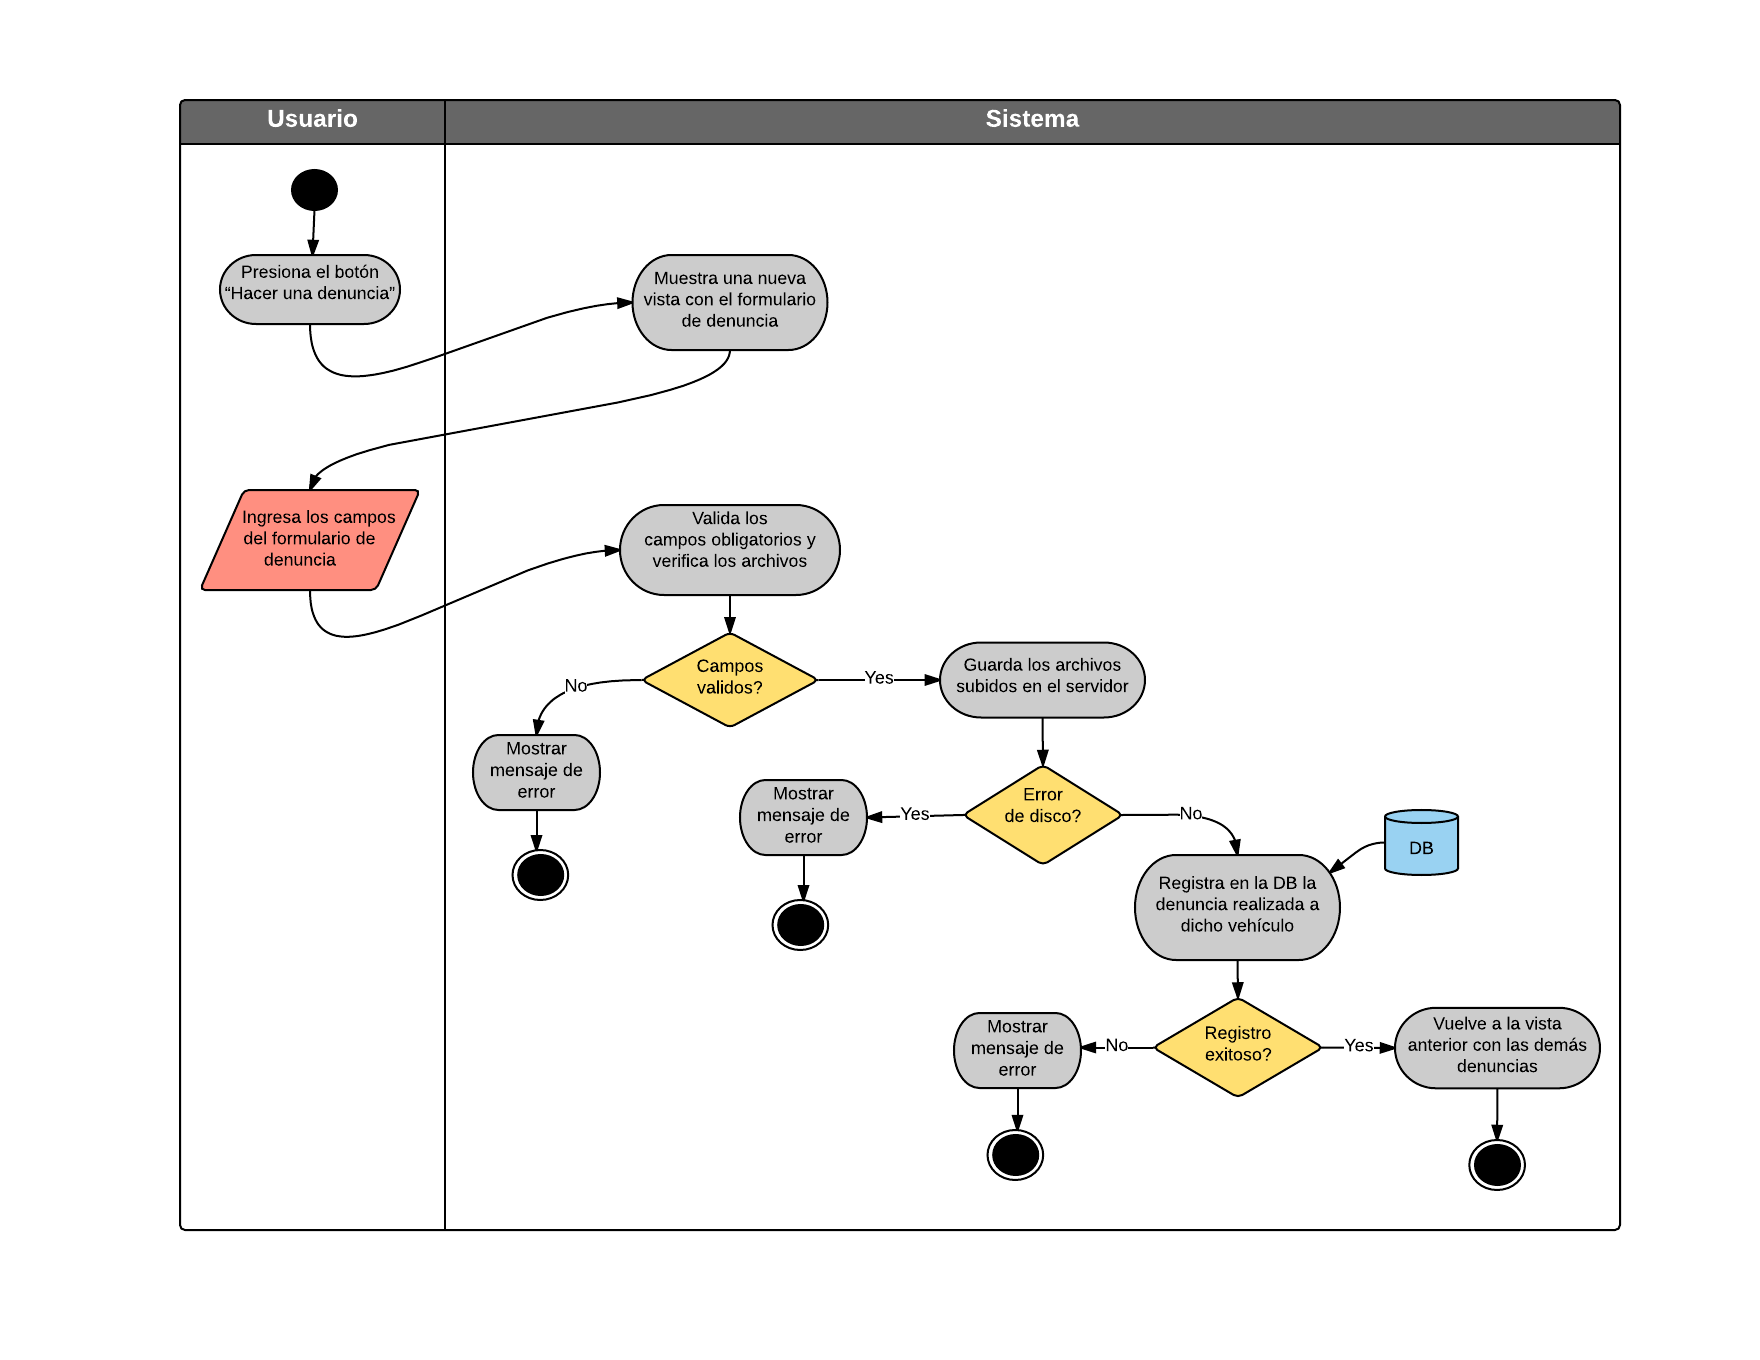 Usuario
Sistema
Presiona el botón
“Hacer una denuncia”
Muestra una nueva
vista con el formulario
de denuncia
Ingresa los campos
del formulario de
denuncia
Valida los
campos obligatorios y
verifica los archivos
Campos
validos?
No
Yes
Mostrar
mensaje de
error
Guarda los archivos
subidos en el servidor
Error
de disco?
Yes
No
Mostrar
mensaje de
error
DB
Registra en la DB la
denuncia realizada a
dicho vehículo
Registro
exitoso?
No
Yes
Mostrar
mensaje de
error
Vuelve a la vista
anterior con las demás
denuncias